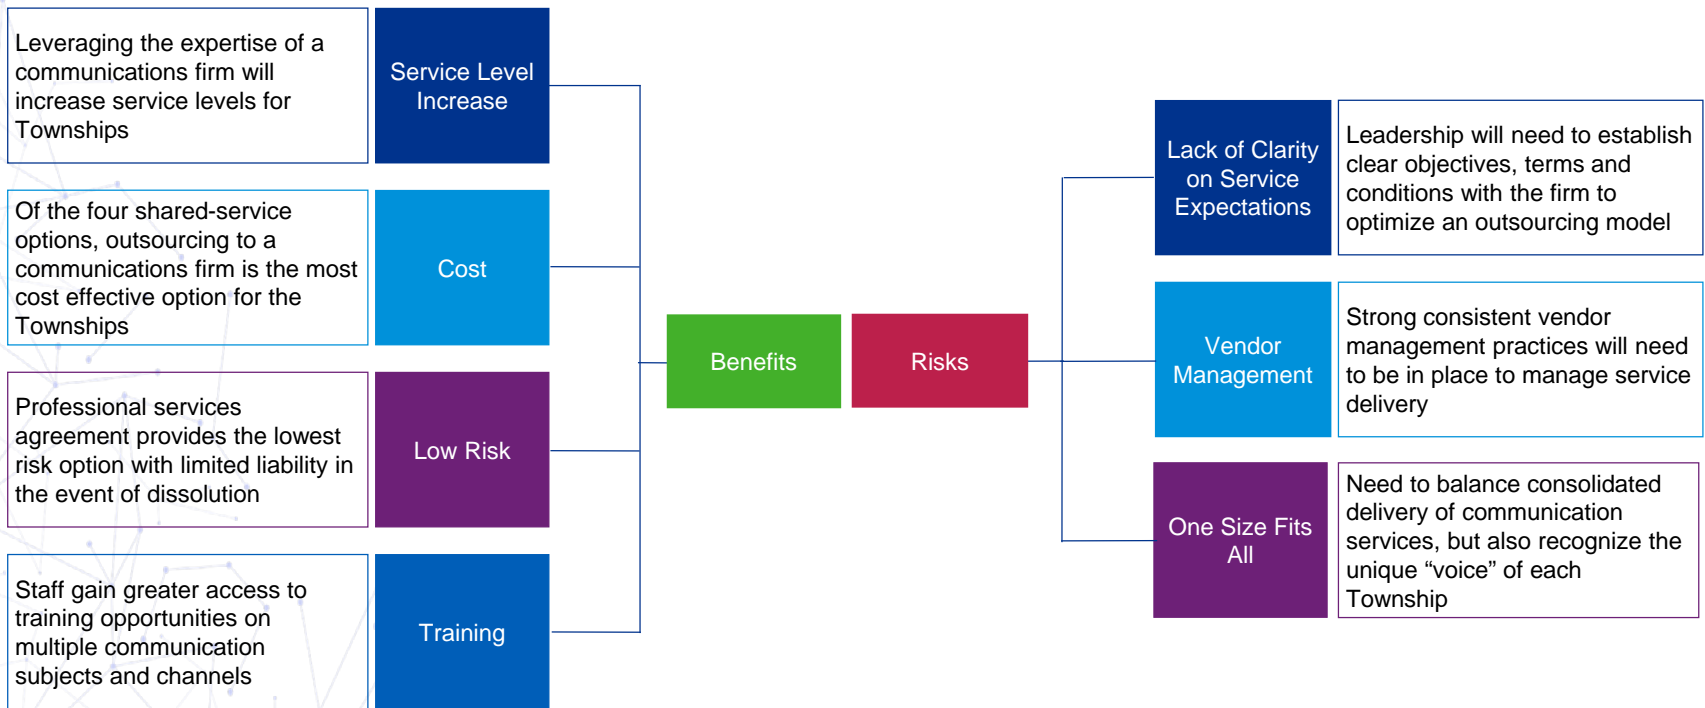 Leveraging the expertise of a
communications firm will
increase service levels for
Townships
Service Level
Increase
Of the four shared-service
options, outsourcing to a
communications firm is the most
cost effective option for the
Townships
Cost
Professional services
agreement provides the lowest
risk option with limited liability in
the event of dissolution
Low Risk
Staff gain greater access to
training opportunities on
multiple communication
subjects and channels
Training
Benefits
Risks
Lack of Clarity
on Service
Expectations
Leadership will need to establish
clear objectives, terms and
conditions with the firm to
optimize an outsourcing model
Vendor
Management
Strong consistent vendor
management practices will need
to be in place to manage service
delivery
One Size Fits
All
Need to balance consolidated
delivery of communication
services, but also recognize the
unique “voice” of each
Township